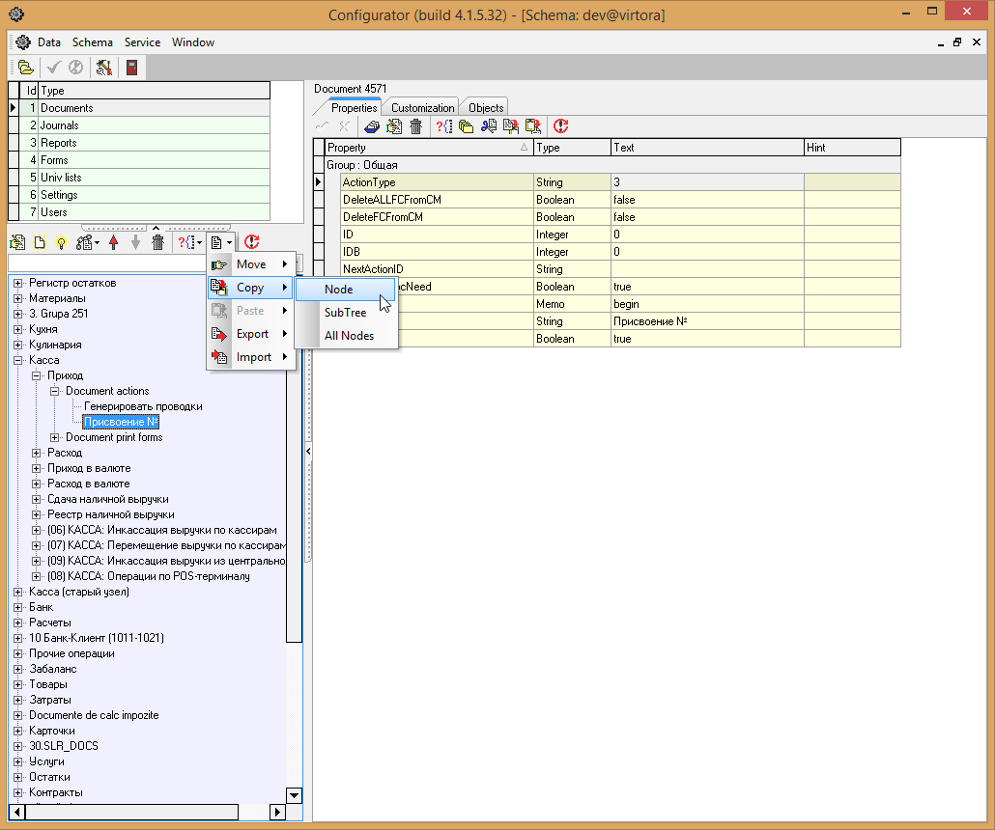 Configurator (build 4.1.5.32) - [Schema: dev@virtora]
Data Schema Service Window
Id Type
1 Documents
2 Journals
3 Reports
4 Forms
5 Univ lists
6 Settings
7 Users
Move
Copy
Paste
Export
Import
Node
SubTree
All Nodes
Регистр остатков
Материалы
3. Grupa 251
Кухня
Кулинария
Касса
Приход
Document actions
Генерировать проводки
Присвоение №
Document print forms
Расход
Приход в валюте
Расход в валюте
Сдача наличной выручки
Реестр наличной выручки
(06) КАССА: Инкассация выручки по кассирам
(07) КАССА: Перемещение выручки по кассирам
(09) КАССА: Инкассация выручки из центрально
(08) КАССА: Операции по POS-терминалу
Касса (старый узел)
Банк
Расчеты
10 Банк-Клиент (1011-1021)
Прочие операции
Забаланс
Товары
Затраты
Documente de calc impozite
Карточки
30.SLR_DOCS
Услуги
Остатки
Контракты
Document 4571
Properties Customization Objects
Property Type Text Hint
Group : Общая
ActionType String 3
DeleteALLFCFromCM Boolean false
DeleteFCFromCM Boolean false
ID Integer 0
IDB Integer 0
NextActionID String
ncNeed Boolean true
Memo begin
String Присвоение №
Boolean true